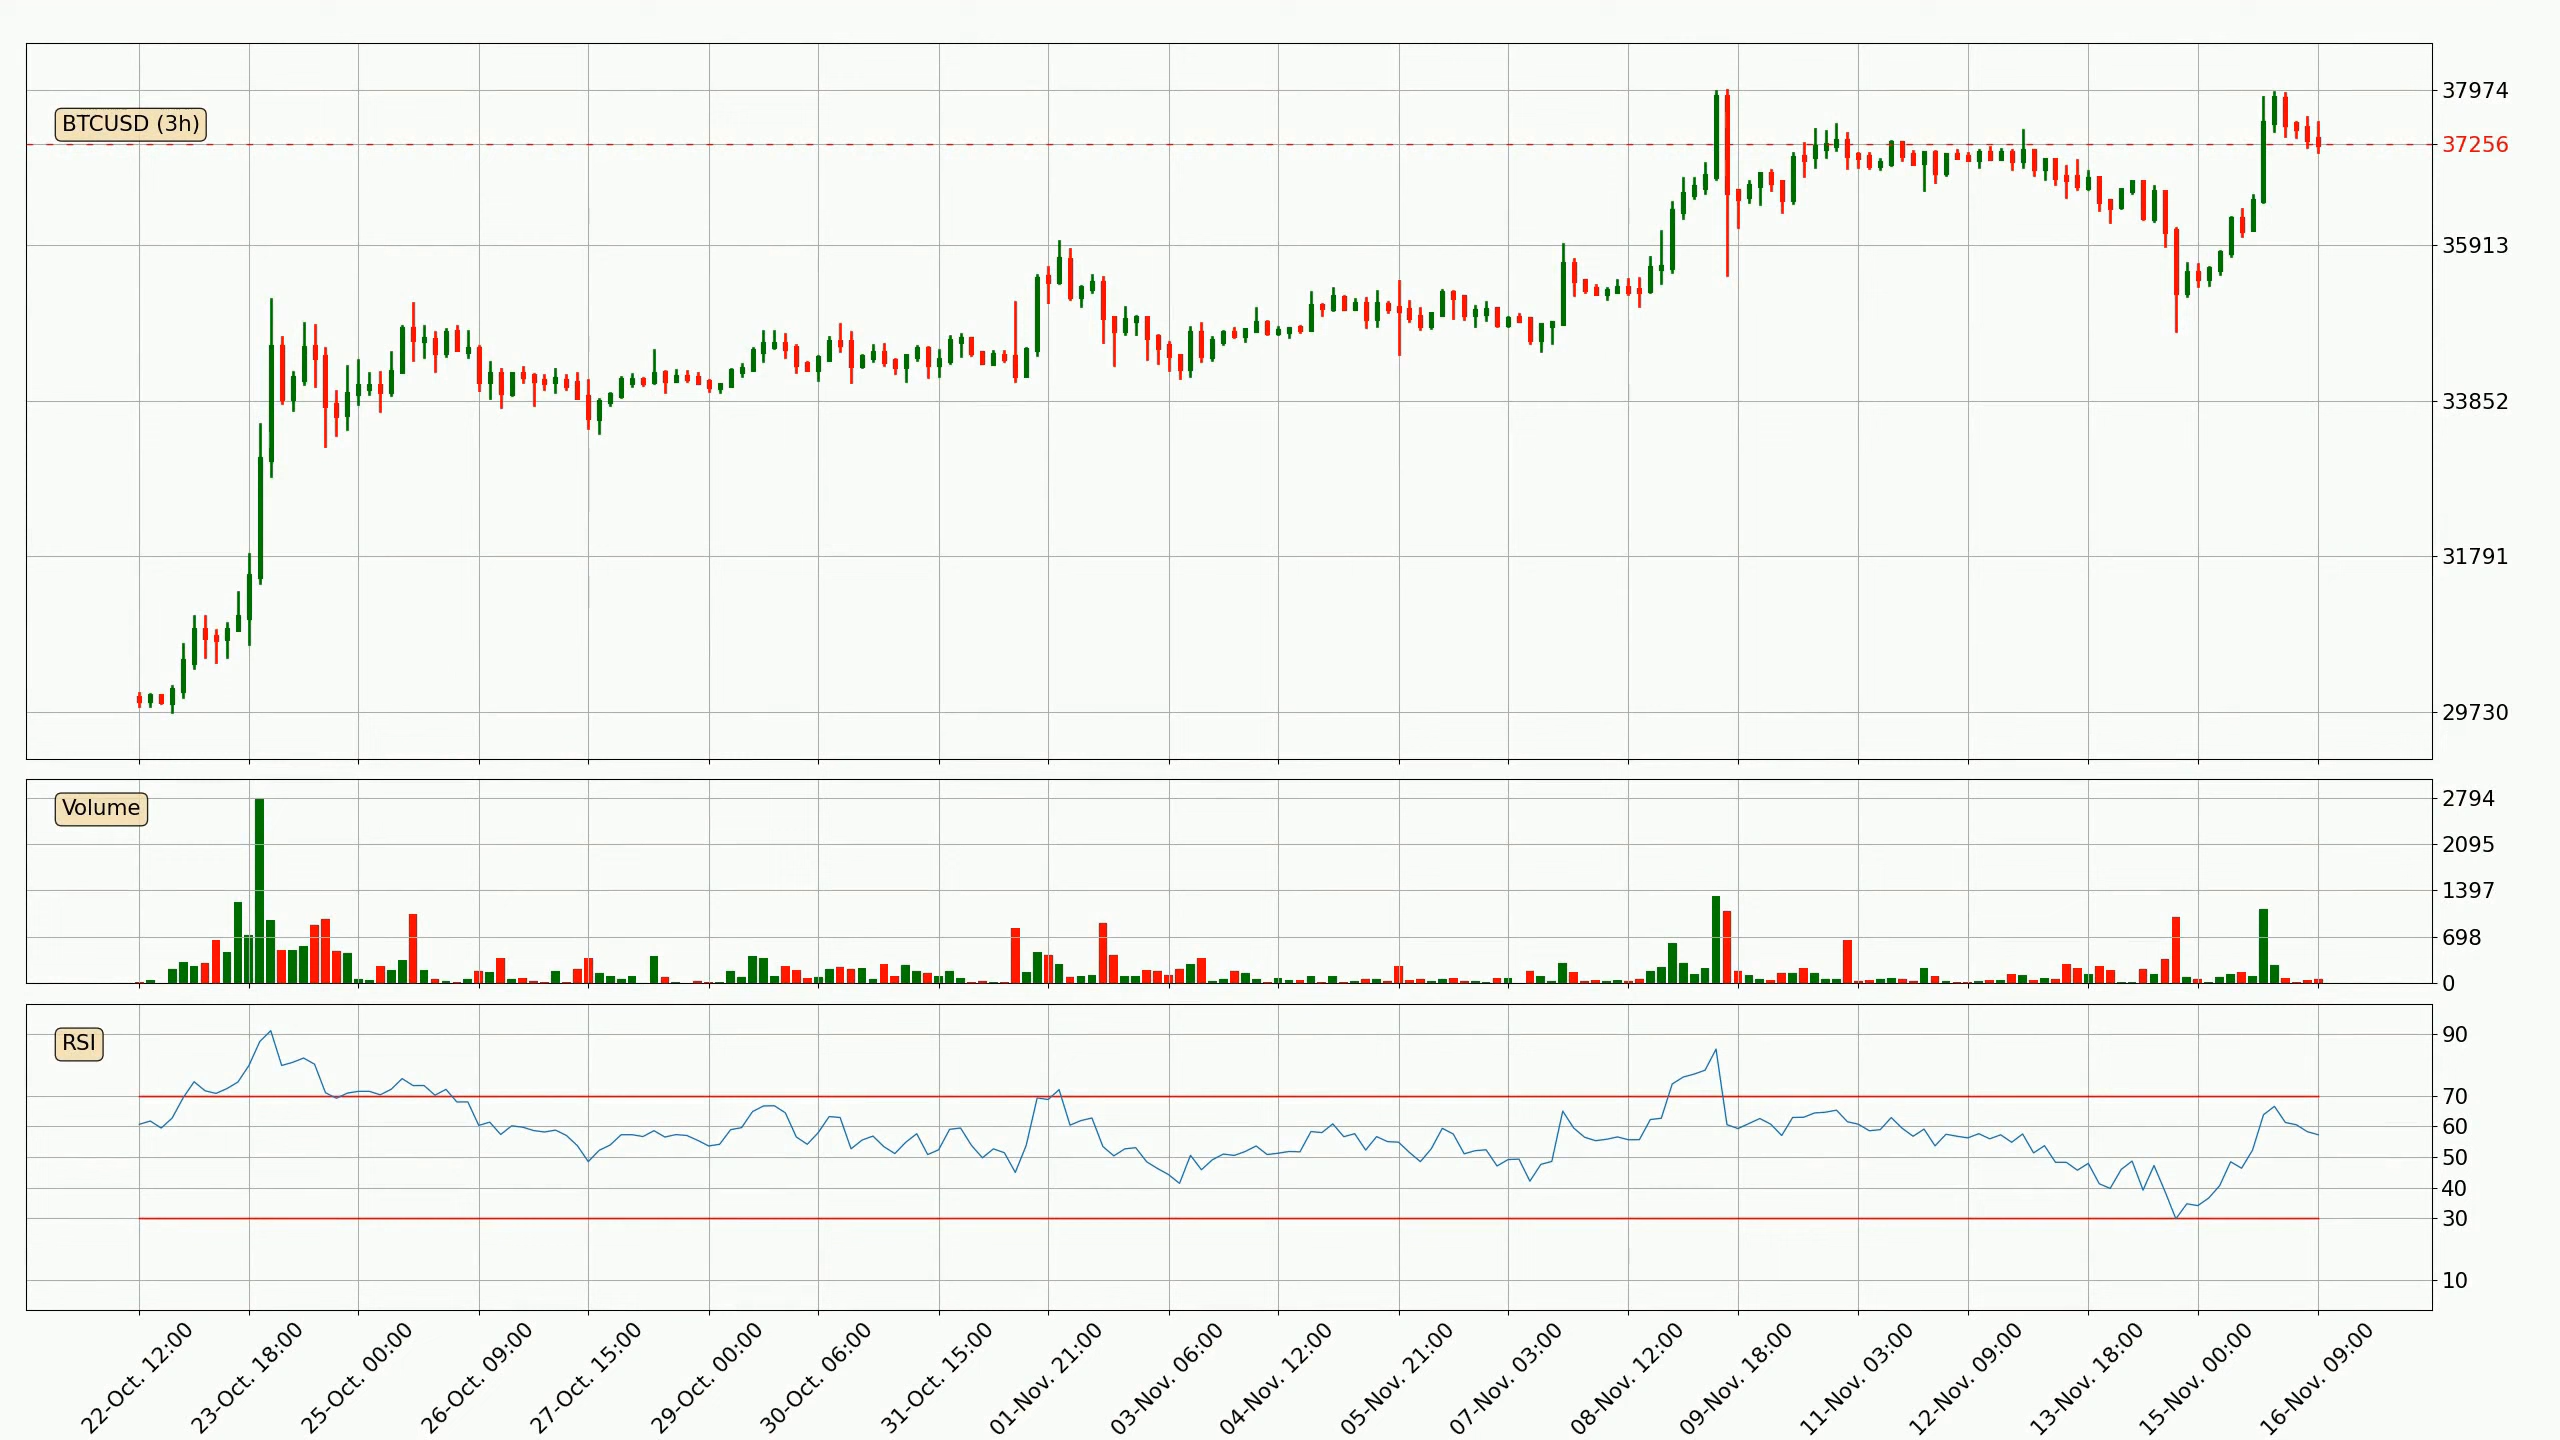 BTCUSD (3h)
37974
37256
35913
33852
31791
29730
Volume
2794
2095
1397
698
0
RSI
90
70
60
50
40
30
10
22-Oct. 12:00
23-Oct. 18:00
25-Oct. 00:00
26-Oct. 09:00
27-Oct. 15:00
29-Oct. 00:00
30-Oct. 06:00
31-Oct. 15:00
01-Nov. 21:00
03-Nov. 06:00
04-Nov. 12:00
05-Nov. 21:00
07-Nov. 03:00
08-Nov. 12:00
09-Nov. 18:00
11-Nov. 03:00
12-Nov. 09:00
13-Nov. 18:00
15-Nov. 00:00
16-Nov. 09:00